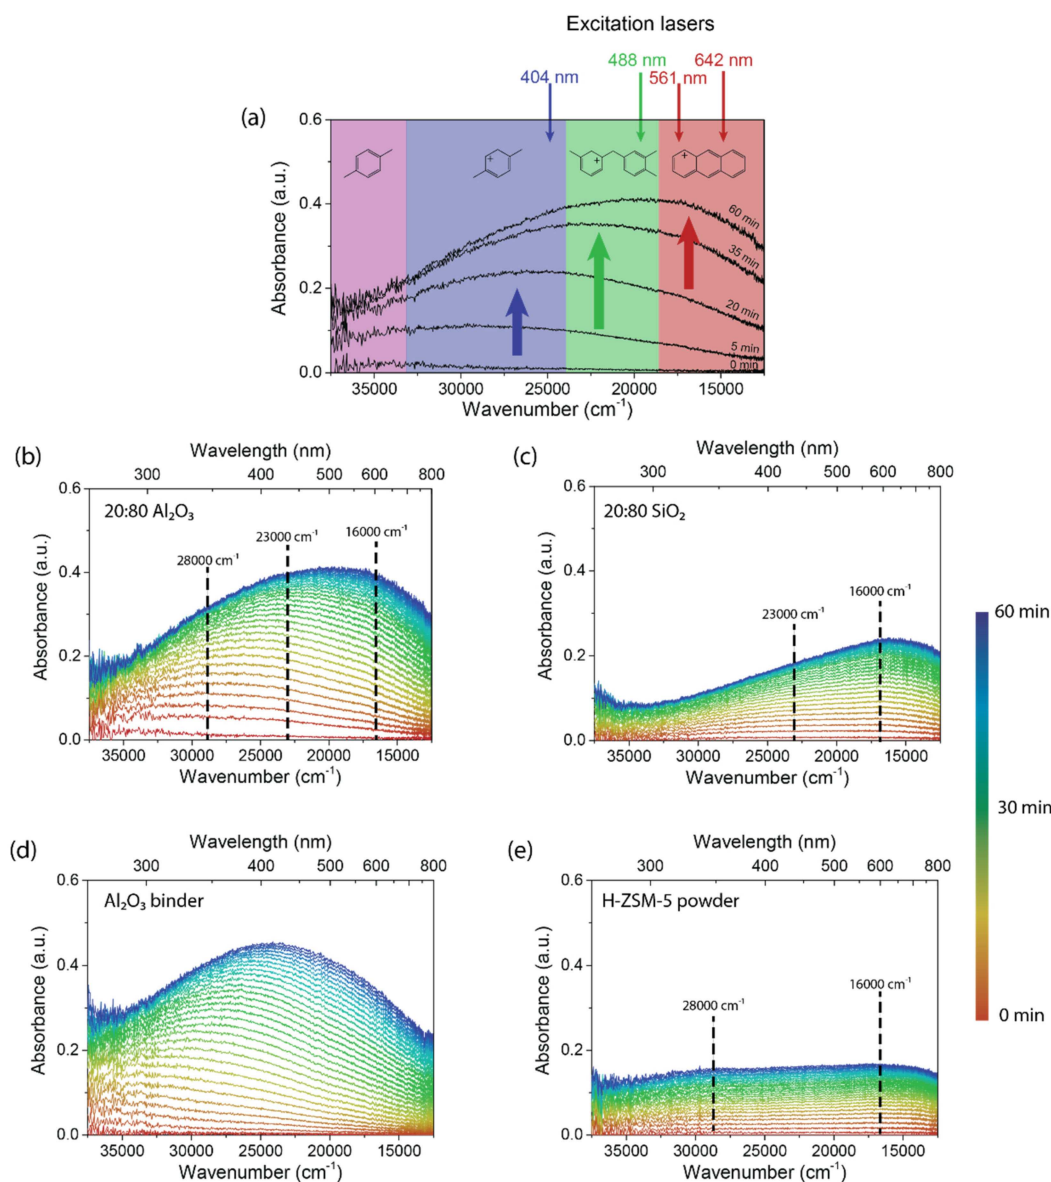 Excitation lasers
642 nm
488 nm
404 nm
561 nm
(a)
0.6
0.4
0.2
0.0
Absorbance (a.u.)
+
+
+
60 min
35 min
20 min
5 min
0 min
35000 30000 25000 20000 15000
Wavenumber (cm⁻¹)
(b)
Wavelength (nm)
300 400 500 600 700 800
0.6
0.4
0.2
0.0
Absorbance (a.u.)
20:80 Al₂O₃
28000 cm⁻¹
23000 cm⁻¹
16000 cm⁻¹
35000 30000 25000 20000 15000
Wavenumber (cm⁻¹)
(c)
Wavelength (nm)
300 400 500 600 700 800
0.6
0.4
0.2
0.0
Absorbance (a.u.)
20:80 SiO₂
23000 cm⁻¹
16000 cm⁻¹
35000 30000 25000 20000 15000
Wavenumber (cm⁻¹)
(d)
Wavelength (nm)
300 400 500 600 700 800
0.6
0.4
0.2
0.0
Absorbance (a.u.)
Al₂O₃ binder
35000 30000 25000 20000 15000
Wavenumber (cm⁻¹)
(e)
Wavelength (nm)
300 400 500 600 700 800
0.6
0.4
0.2
0.0
Absorbance (a.u.)
H-ZSM-5 powder
28000 cm⁻¹
16000 cm⁻¹
35000 30000 25000 20000 15000
Wavenumber (cm⁻¹)
60 min
30 min
0 min